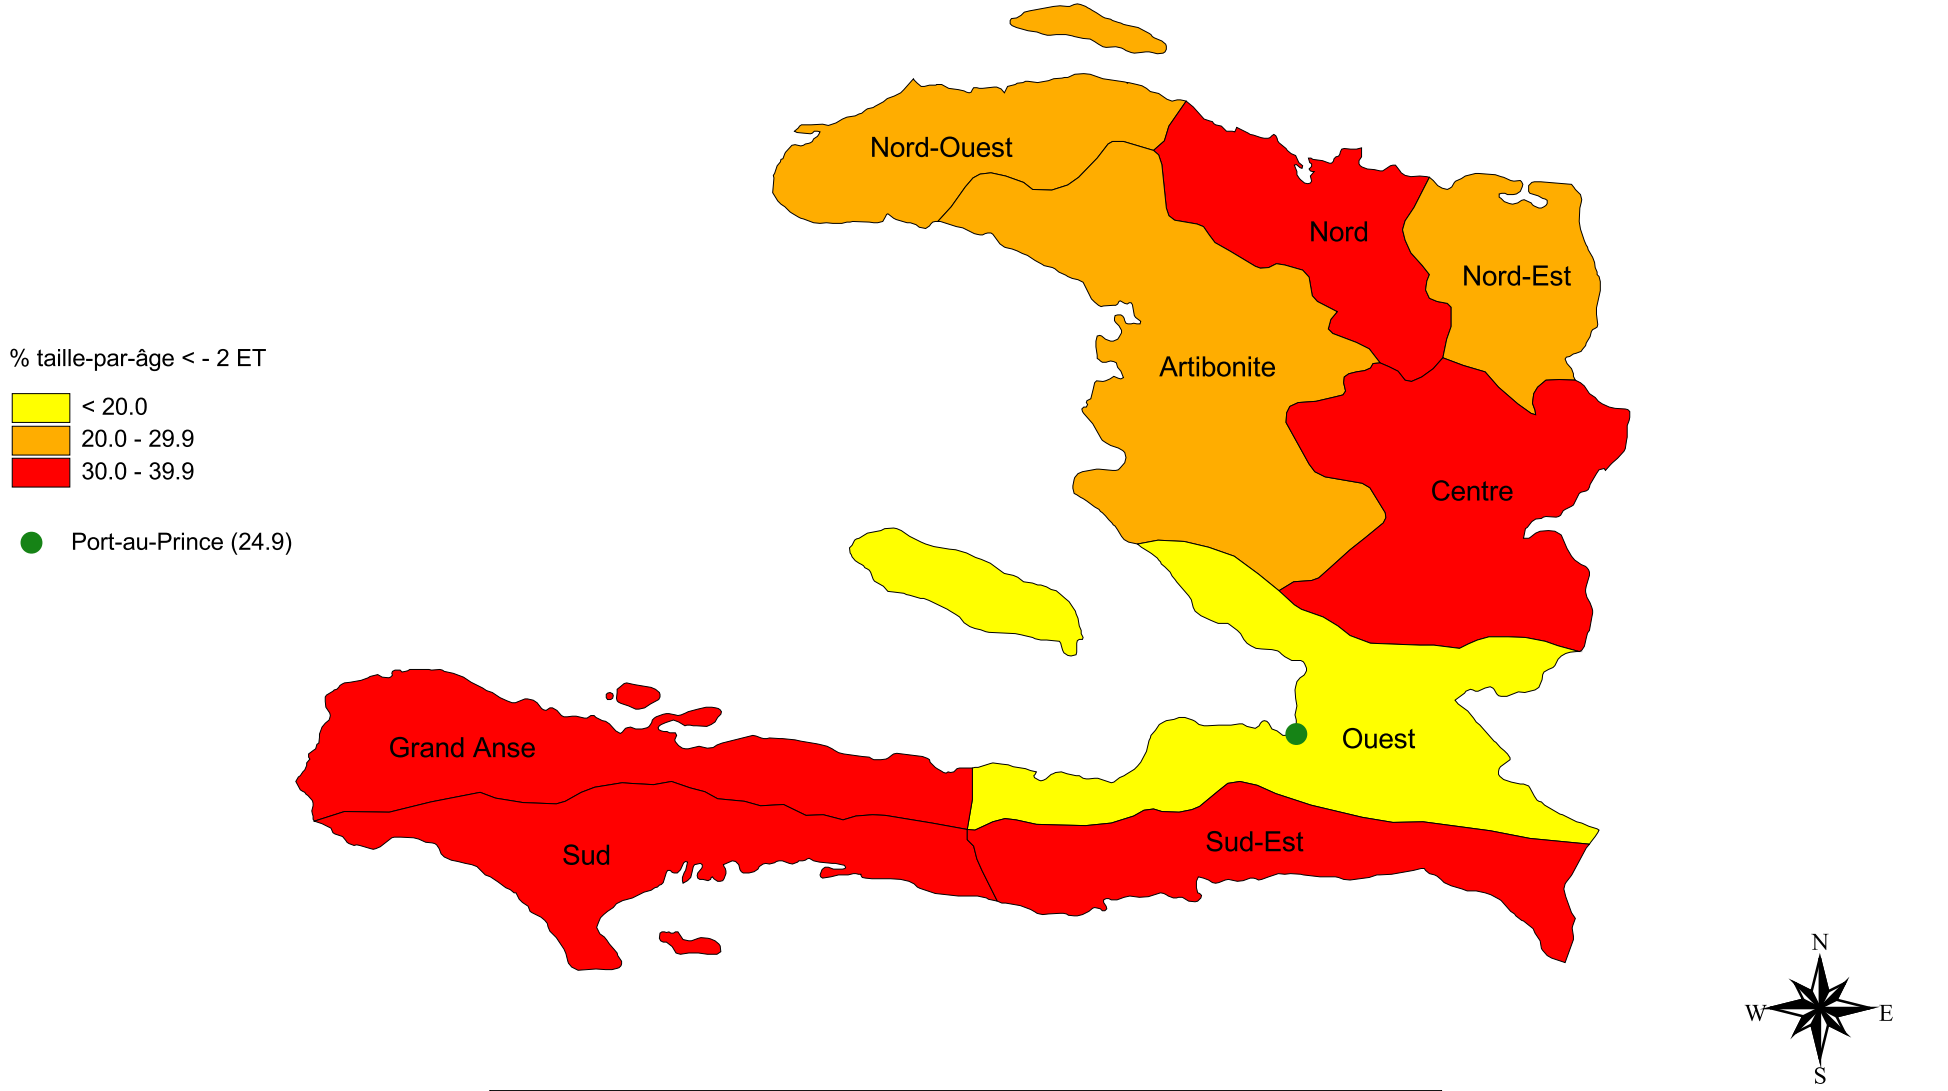 Nord-Ouest
Nord
Nord-Est
% taille-par-âge < - 2 ET
Artibonite
< 20.0
20.0 - 29.9
30.0 - 39.9
Centre
Port-au-Prince (24.9)
Ouest
Grand Anse
Sud-Est
Sud
N
W
E
S